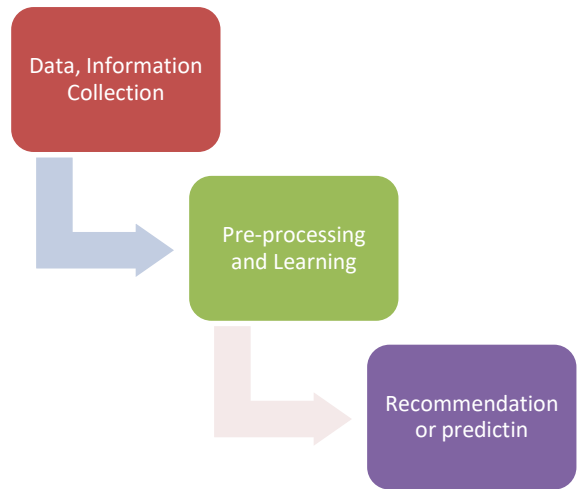 Data, Information
Collection
Pre-processing
and Learning
Recommendation
or predictin